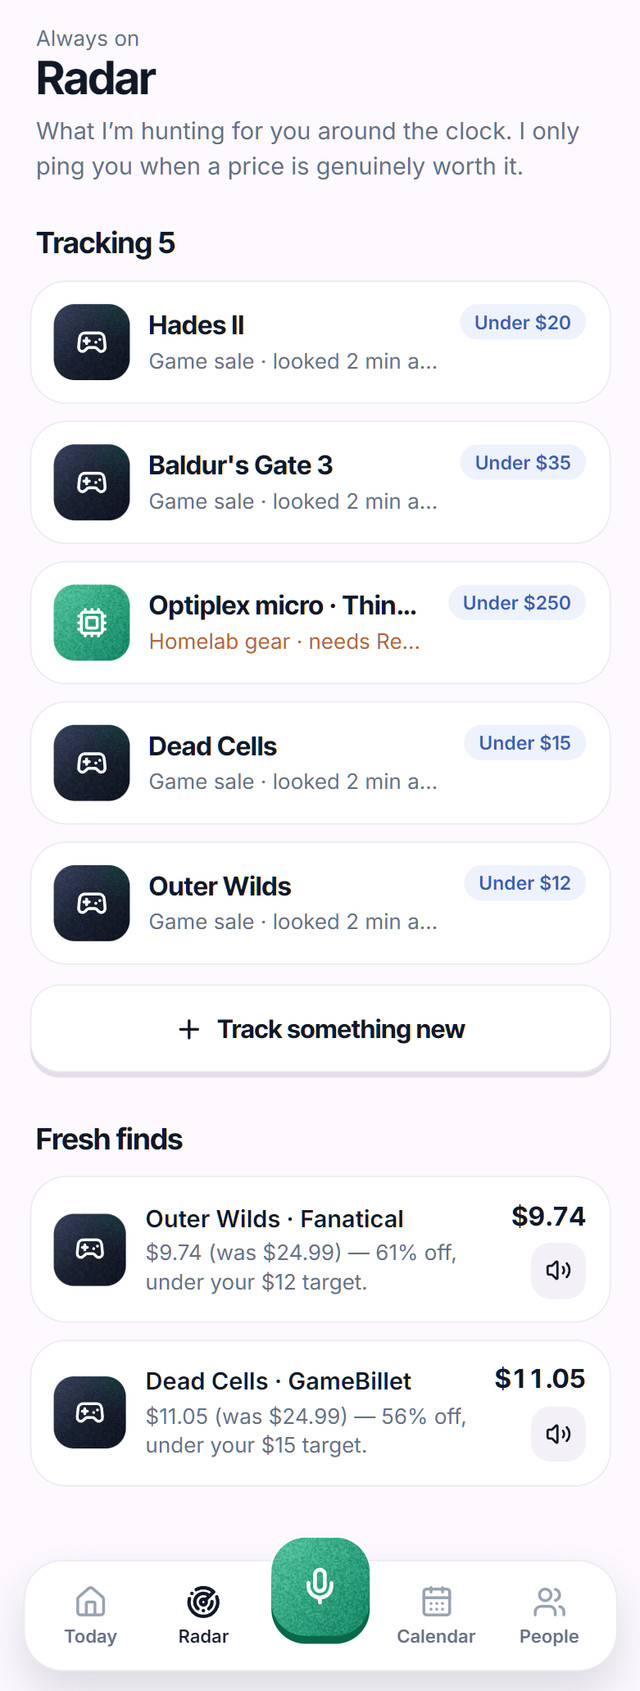 Always on
Radar
What I’m hunting for you around the clock. I only
ping you when a price is genuinely worth it.
Tracking 5
Hades II
Under $20
Game sale · looked 2 min a...
Baldur's Gate 3
Under $35
Game sale · looked 2 min a...
Optiplex micro · Thin...
Under $250
Homelab gear · needs Re...
Dead Cells
Under $15
Game sale · looked 2 min a...
Outer Wilds
Under $12
Game sale · looked 2 min a...
+ Track something new
Fresh finds
Outer Wilds · Fanatical
$9.74
$9.74 (was $24.99) — 61% off,
under your $12 target.
Dead Cells · GameBillet
$11.05
$11.05 (was $24.99) — 56% off,
under your $15 target.
Today
Radar
Calendar
People